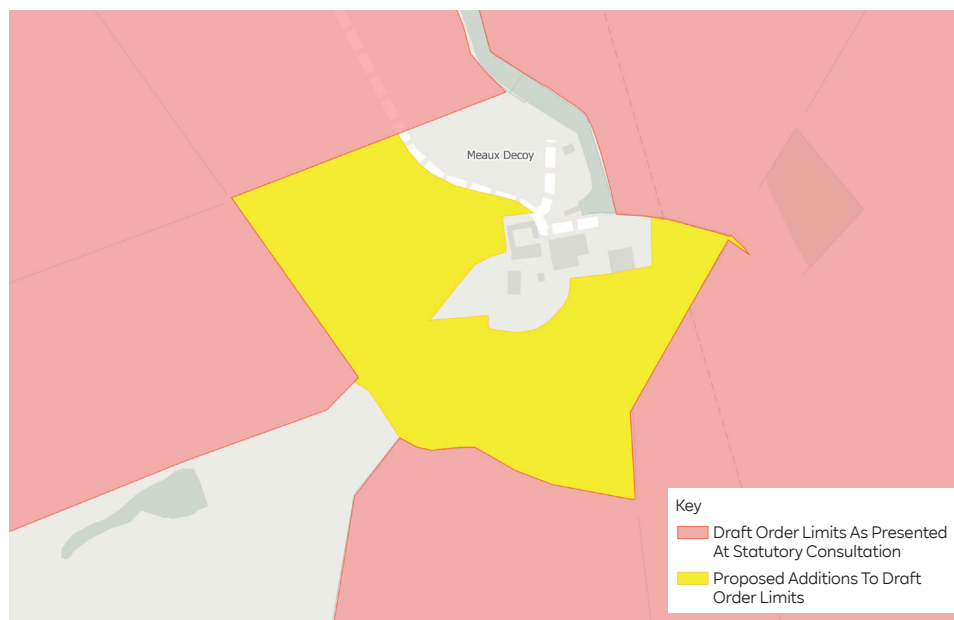 Meaux Decoy
Key
Draft Order Limits As Presented
At Statutory Consultation
Proposed Additions To Draft
Order Limits